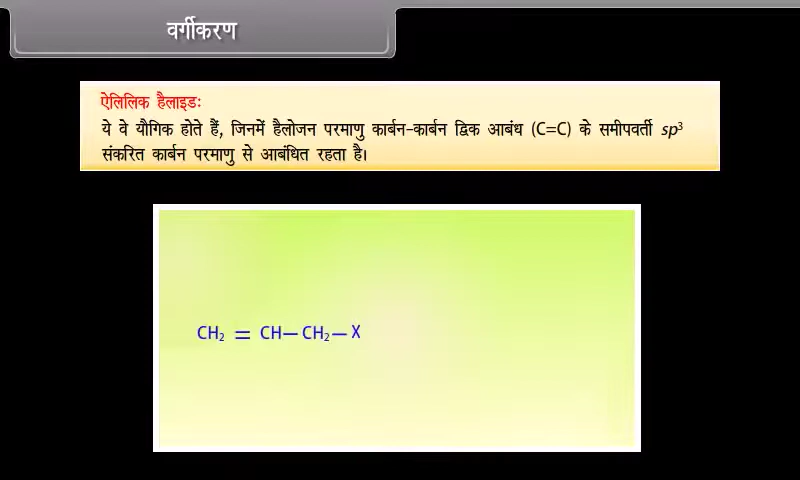 वर्गीकरण
ऐलिलिक हैलाइडः
ये वे यौगिक होते हैं, जिनमें हैलोजन परमाणु कार्बन-कार्बन द्विक आबंध (C=C) के समीपवर्ती sp³
संकरित कार्बन परमाणु से आबंधित रहता है।
CH₂ = CH—CH₂—X